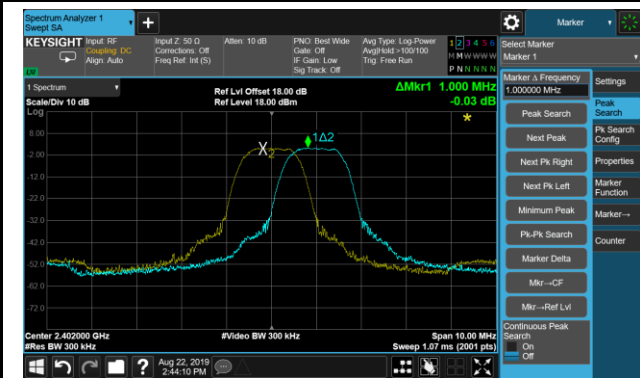 Spectrum Analyzer 1
Swept SA
+
Marker
KEYSIGHT Input: RF
Coupling: DC
Align: Auto
Input Z: 50 Ω
Corrections: Off
Freq Ref: Int (S)
Atten: 10 dB
PNO: Best Wide
Gate: Off
IF Gain: Low
Sig Track: Off
Avg Type: Log-Power
Avg|Hold >100/100
Trig: Free Run
1 2 3 4 5 6
M M W W W W
P N N N N N
LXI
Select Marker
Marker 1
1 Spectrum
Scale/Div 10 dB
Ref Lvl Offset 18.00 dB
Ref Level 18.00 dBm
ΔMkr1 1.000 MHz
-0.03 dB
Log
*
8.00
-2.00
-12.0
-22.0
-32.0
-42.0
-52.0
-62.0
-72.0
X2
1Δ2
Center 2.402000 GHz
#Res BW 300 kHz
#Video BW 300 kHz
Span 10.00 MHz
Sweep 1.07 ms (2001 pts)
Marker Δ Frequency
1.000000 MHz
Peak Search
Next Peak
Next Pk Right
Next Pk Left
Minimum Peak
Pk-Pk Search
Marker Delta
Mkr→CF
Mkr→Ref Lvl
Continuous Peak
Search
On
Off
Settings
Peak
Search
Pk Search
Config
Properties
Marker
Function
Marker→
Counter
?
Aug 22, 2019
2:44:10 PM